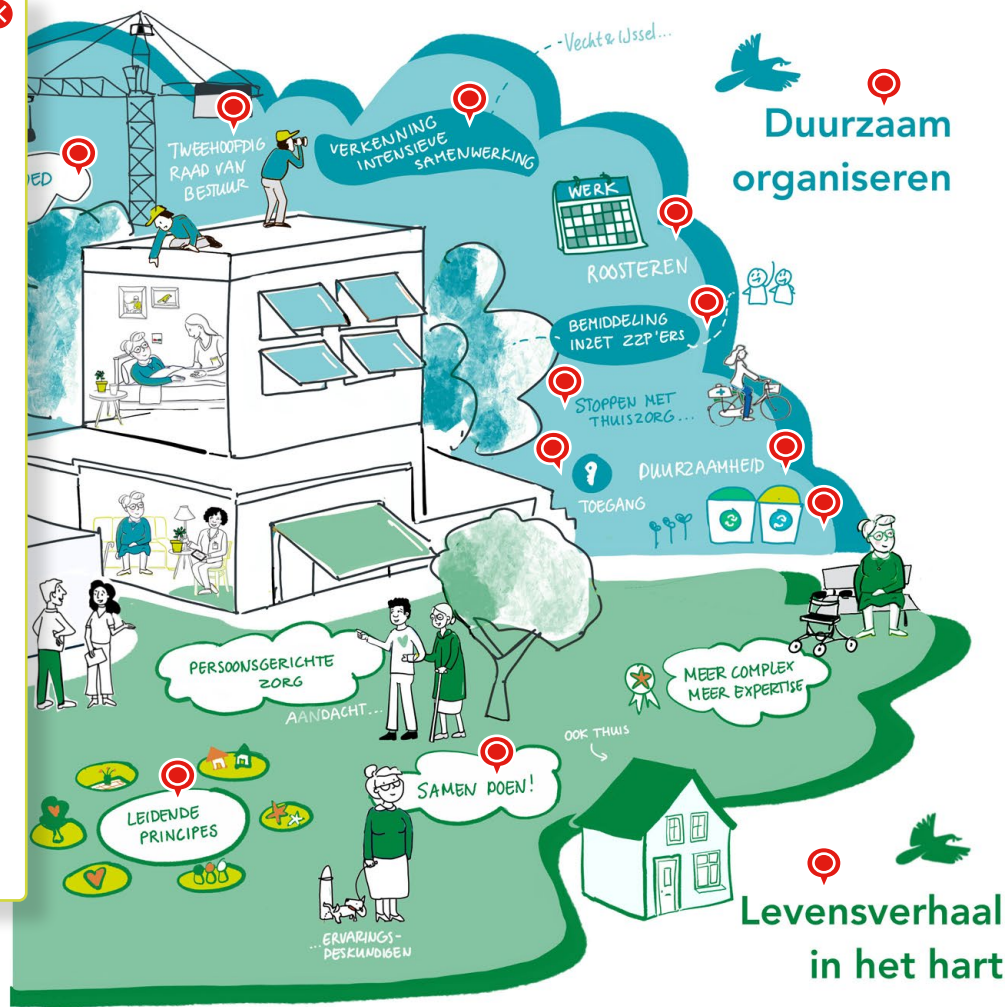 Vecht & IJssel...
Duurzaam
organiseren
TWEEHOOFDIG
RAAD VAN
BESTUUR
VERKENNING
INTENSIEVE
SAMENWERKING
ED
WERK
ROOSTEREN
BEMIDDELING
INZET ZZP'ERS
STOPPEN MET
THUISZORG...
DUURZAAMHEID
TOEGANG
PERSOONSGERICHTE
ZORG
AANDACHT...
MEER COMPLEX
MEER EXPERTISE
OOK THUIS
SAMEN DOEN!
LEIDENDE
PRINCIPES
...ERVARINGS-
DESKUNDIGEN
Levensverhaal
in het hart